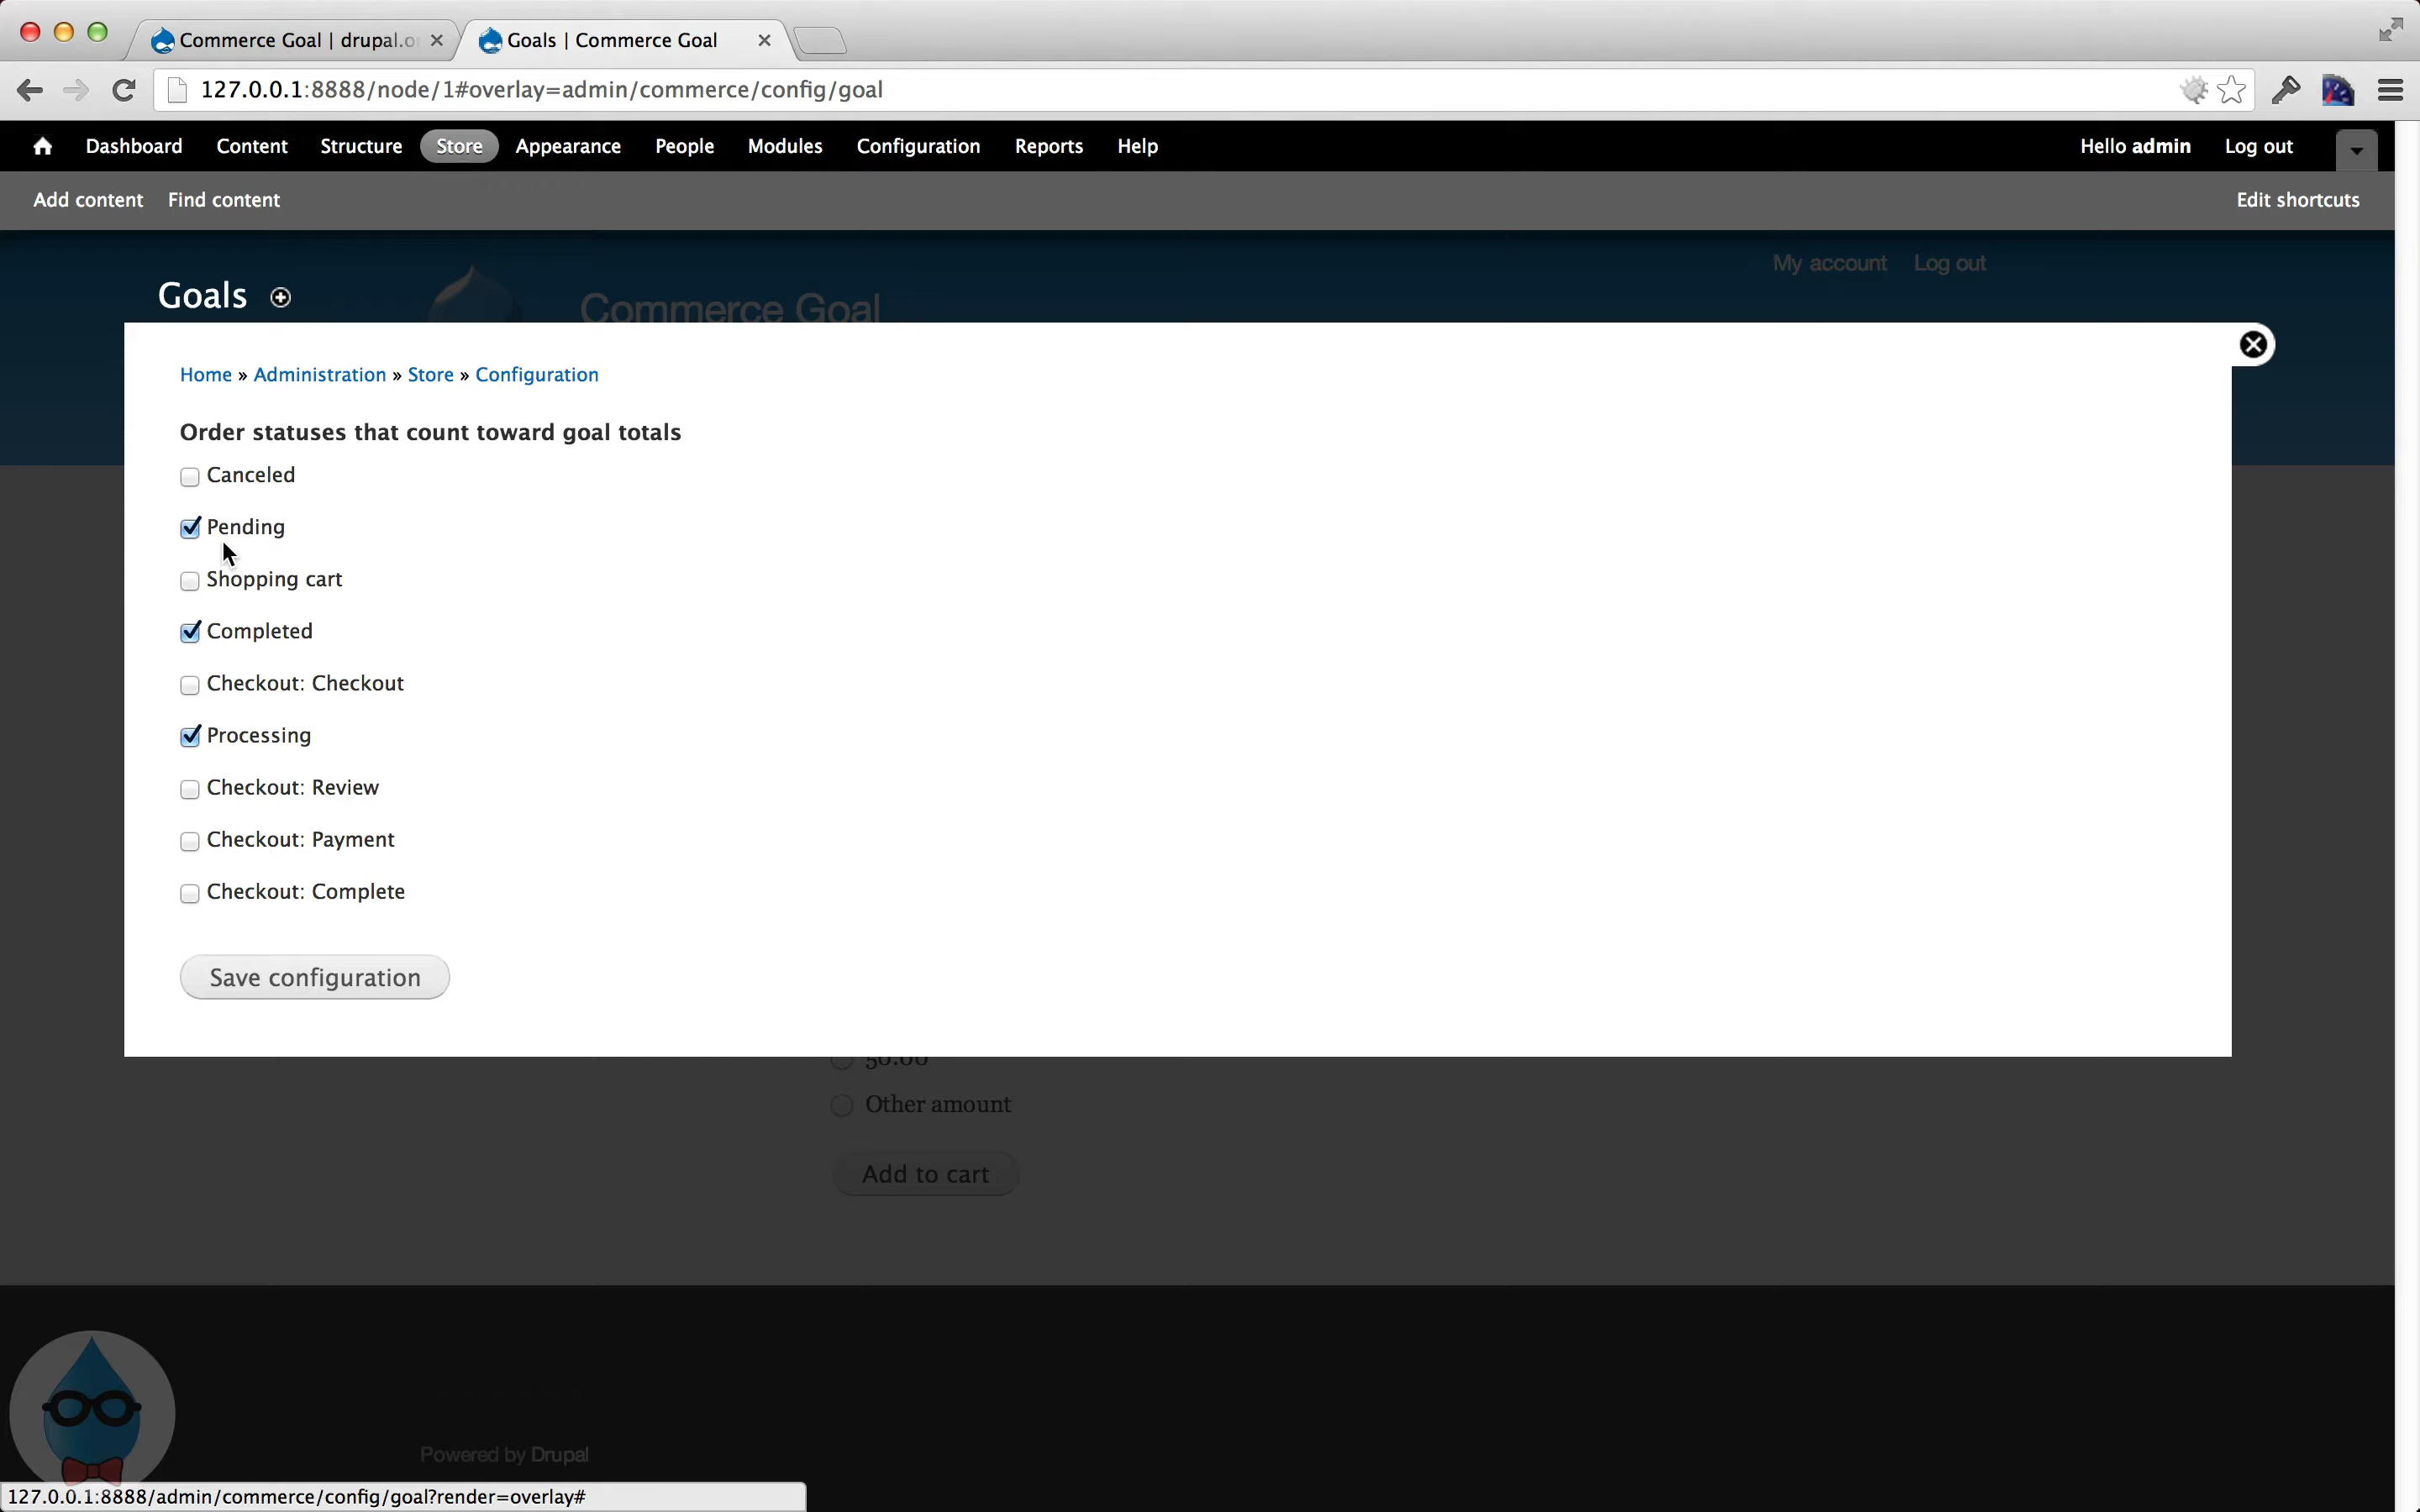 Commerce Goal | drupal.o
Goals | Commerce Goal
127.0.0.1:8888/node/1#overlay=admin/commerce/config/goal
Dashboard Content Structure Store Appearance People Modules Configuration Reports Help Hello admin Log out
Add content Find content Edit shortcuts
My account Log out
Goals
Commerce Goal
Home » Administration » Store » Configuration
Order statuses that count toward goal totals
Canceled
Pending
Shopping cart
Completed
Checkout: Checkout
Processing
Checkout: Review
Checkout: Payment
Checkout: Complete
Save configuration
50.00
Other amount
Add to cart
Powered by Drupal
127.0.0.1:8888/admin/commerce/config/goal?render=overlay#